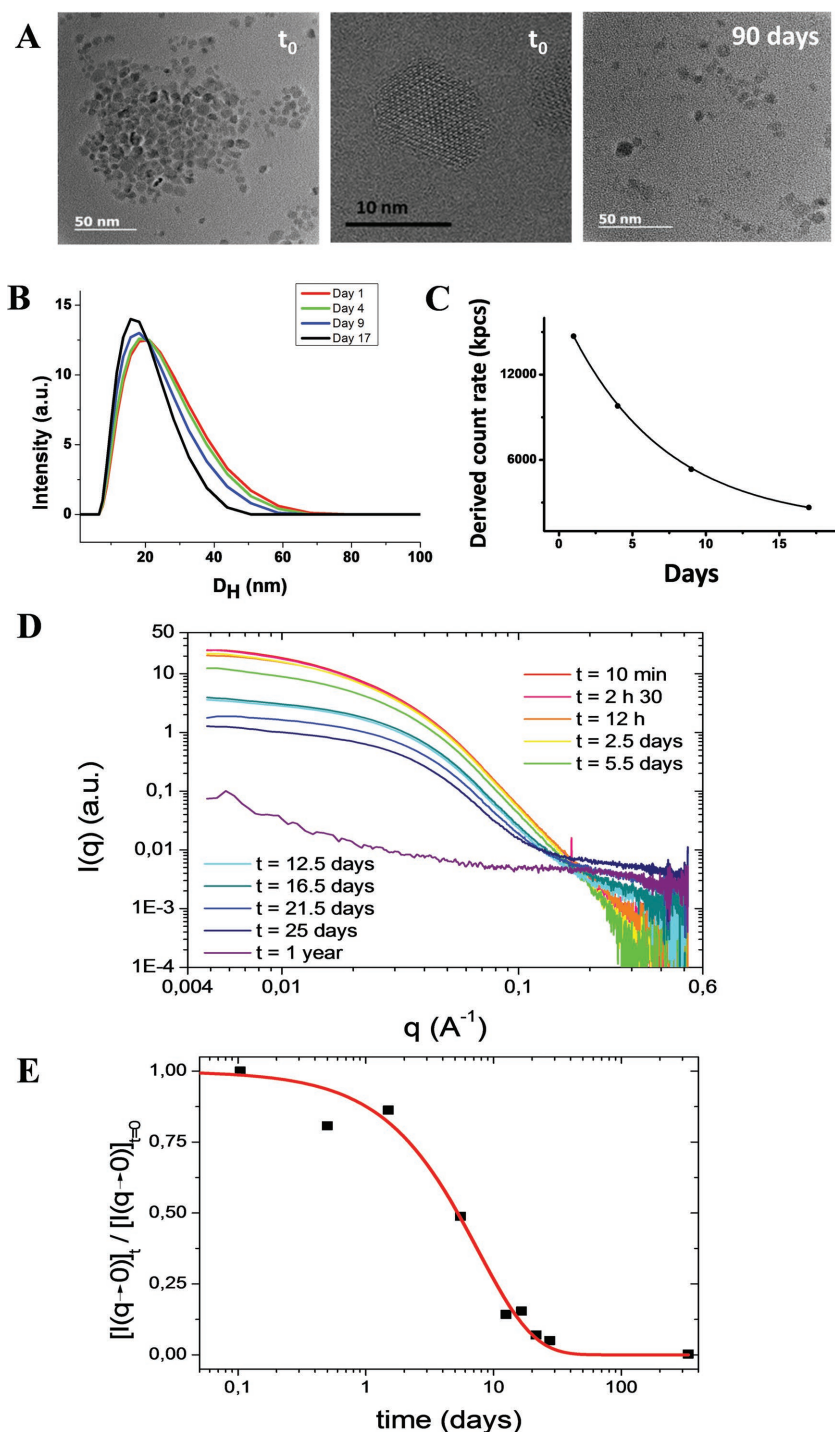 A
t0
t0
90 days
50 nm
10 nm
50 nm
B
Day 1
Day 4
Day 9
Day 17
15
10
5
0
Intensity (a.u.)
20
40
60
80
100
DH (nm)
C
12000
6000
Derived count rate (kpcs)
0
5
10
15
Days
D
50
10
1
0,1
0,01
1E-3
1E-4
I(q) (a.u.)
t = 10 min
t = 2 h 30
t = 12 h
t = 2.5 days
t = 5.5 days
t = 12.5 days
t = 16.5 days
t = 21.5 days
t = 25 days
t = 1 year
0,004
0,01
0,1
0,6
q (A-1)
E
1,00
0,75
0,50
0,25
0,00
[I(q→0)]t / [I(q→0)]t=0
0,1
1
10
100
time (days)